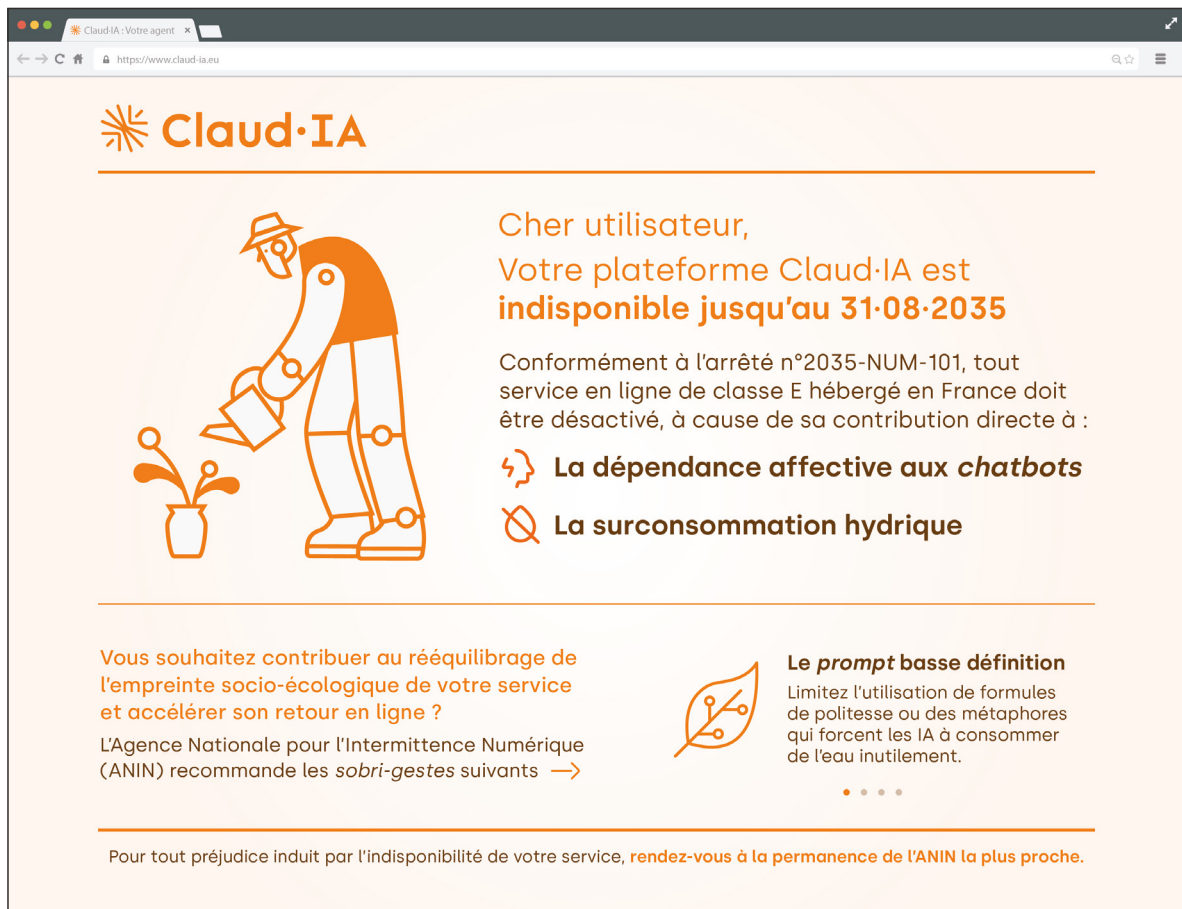 Claud-IA : Votre agent
https://www.claud-ia.eu
Claud·IA
Cher utilisateur,
Votre plateforme Claud·IA est
indisponible jusqu’au 31·08·2035
Conformément à l’arrêté n°2035-NUM-101, tout
service en ligne de classe E hébergé en France doit
être désactivé, à cause de sa contribution directe à :
La dépendance affective aux chatbots
La surconsommation hydrique
Vous souhaitez contribuer au rééquilibrage de
l’empreinte socio-écologique de votre service
et accélérer son retour en ligne ?
L’Agence Nationale pour l’Intermittence Numérique
(ANIN) recommande les sobri-gestes suivants
Le prompt basse définition
Limitez l’utilisation de formules
de politesse ou des métaphores
qui forcent les IA à consommer
de l’eau inutilement.
Pour tout préjudice induit par l’indisponibilité de votre service, rendez-vous à la permanence de l’ANIN la plus proche.